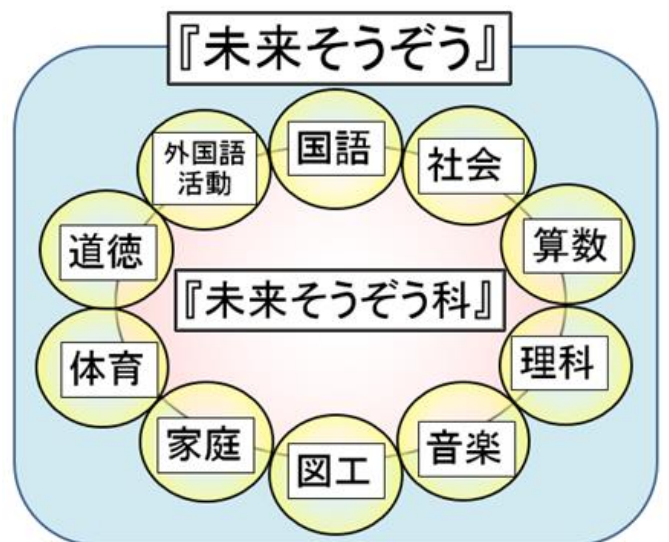 『未来そうぞう』
国語
社会
算数
理科
音楽
図工
家庭
体育
道徳
外国語
活動
『未来そうぞう科』